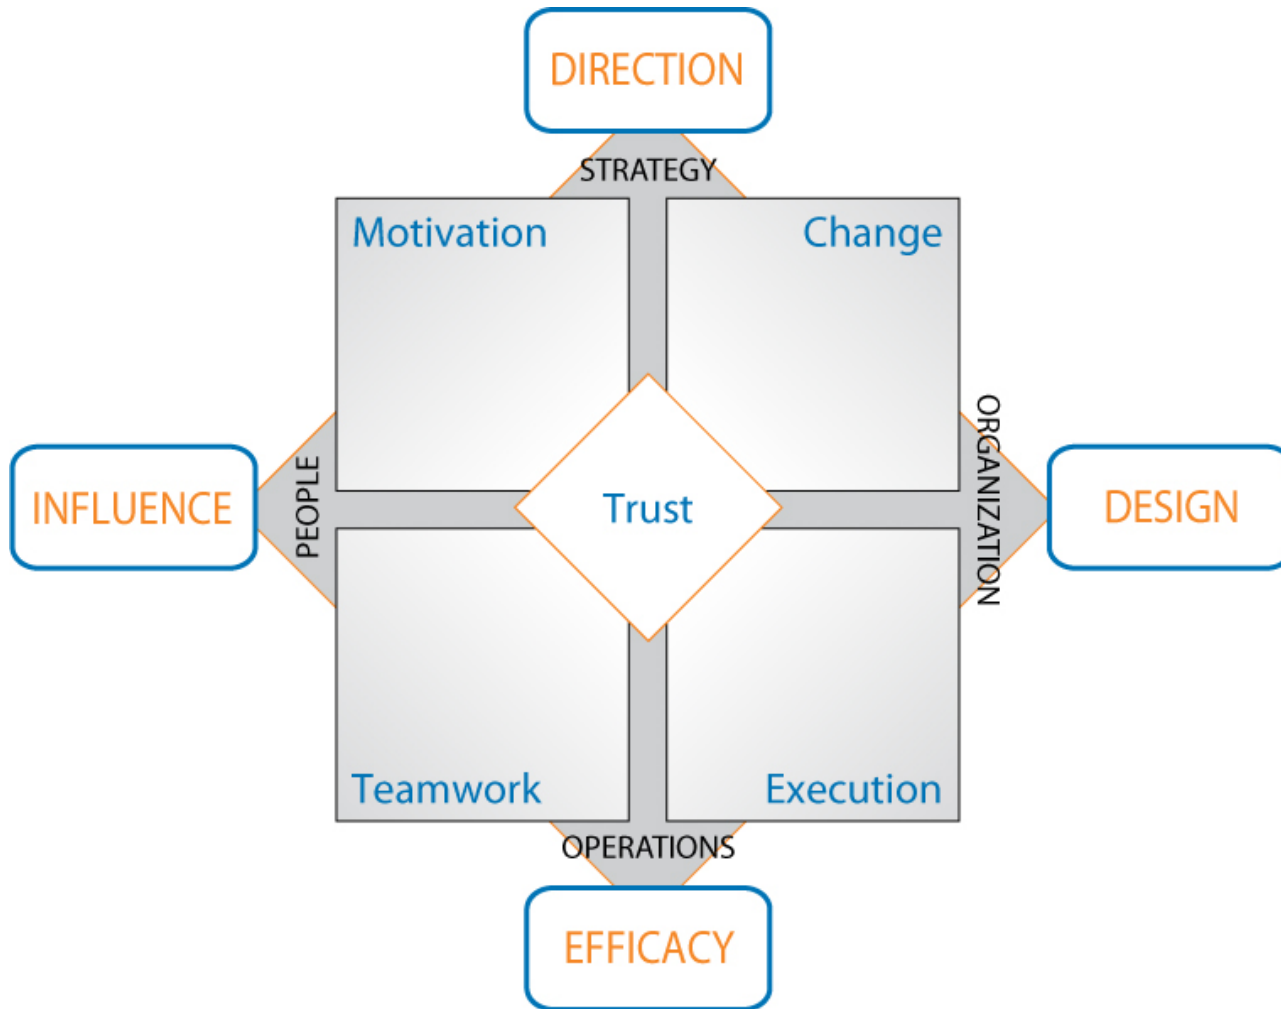 DIRECTION
STRATEGY
Motivation
Change
INFLUENCE
PEOPLE
Trust
ORGANIZATION
DESIGN
Teamwork
Execution
OPERATIONS
EFFICACY